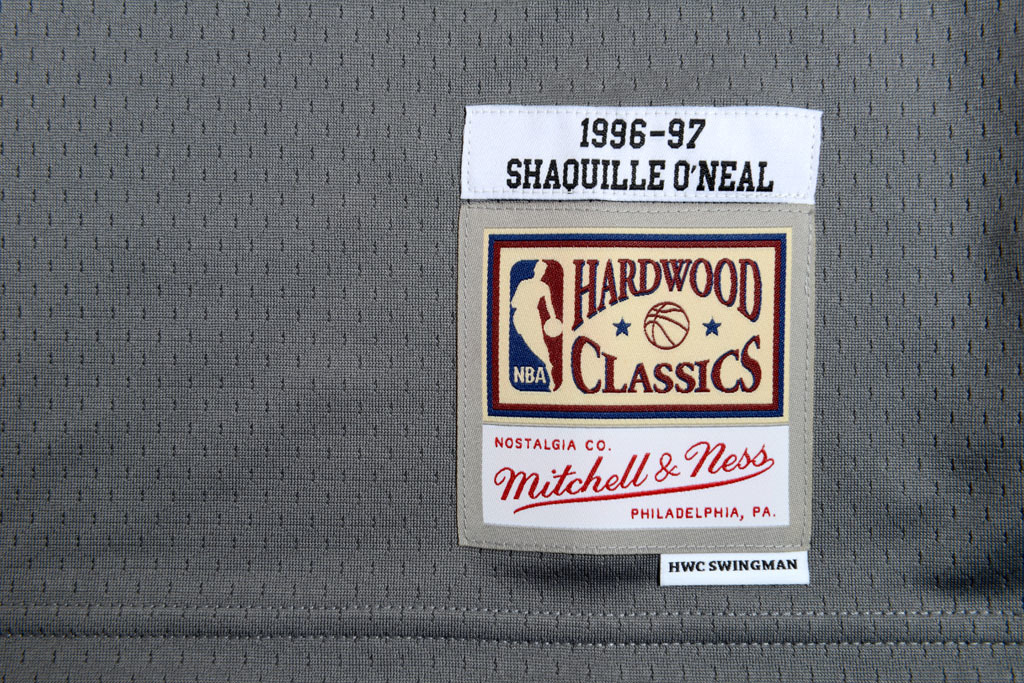 1996-97
SHAQUILLE O'NEAL
HARDWOOD
CLASSICS
NBA
NOSTALGIA CO.
Mitchell & Ness
PHILADELPHIA, PA.
HWC SWINGMAN